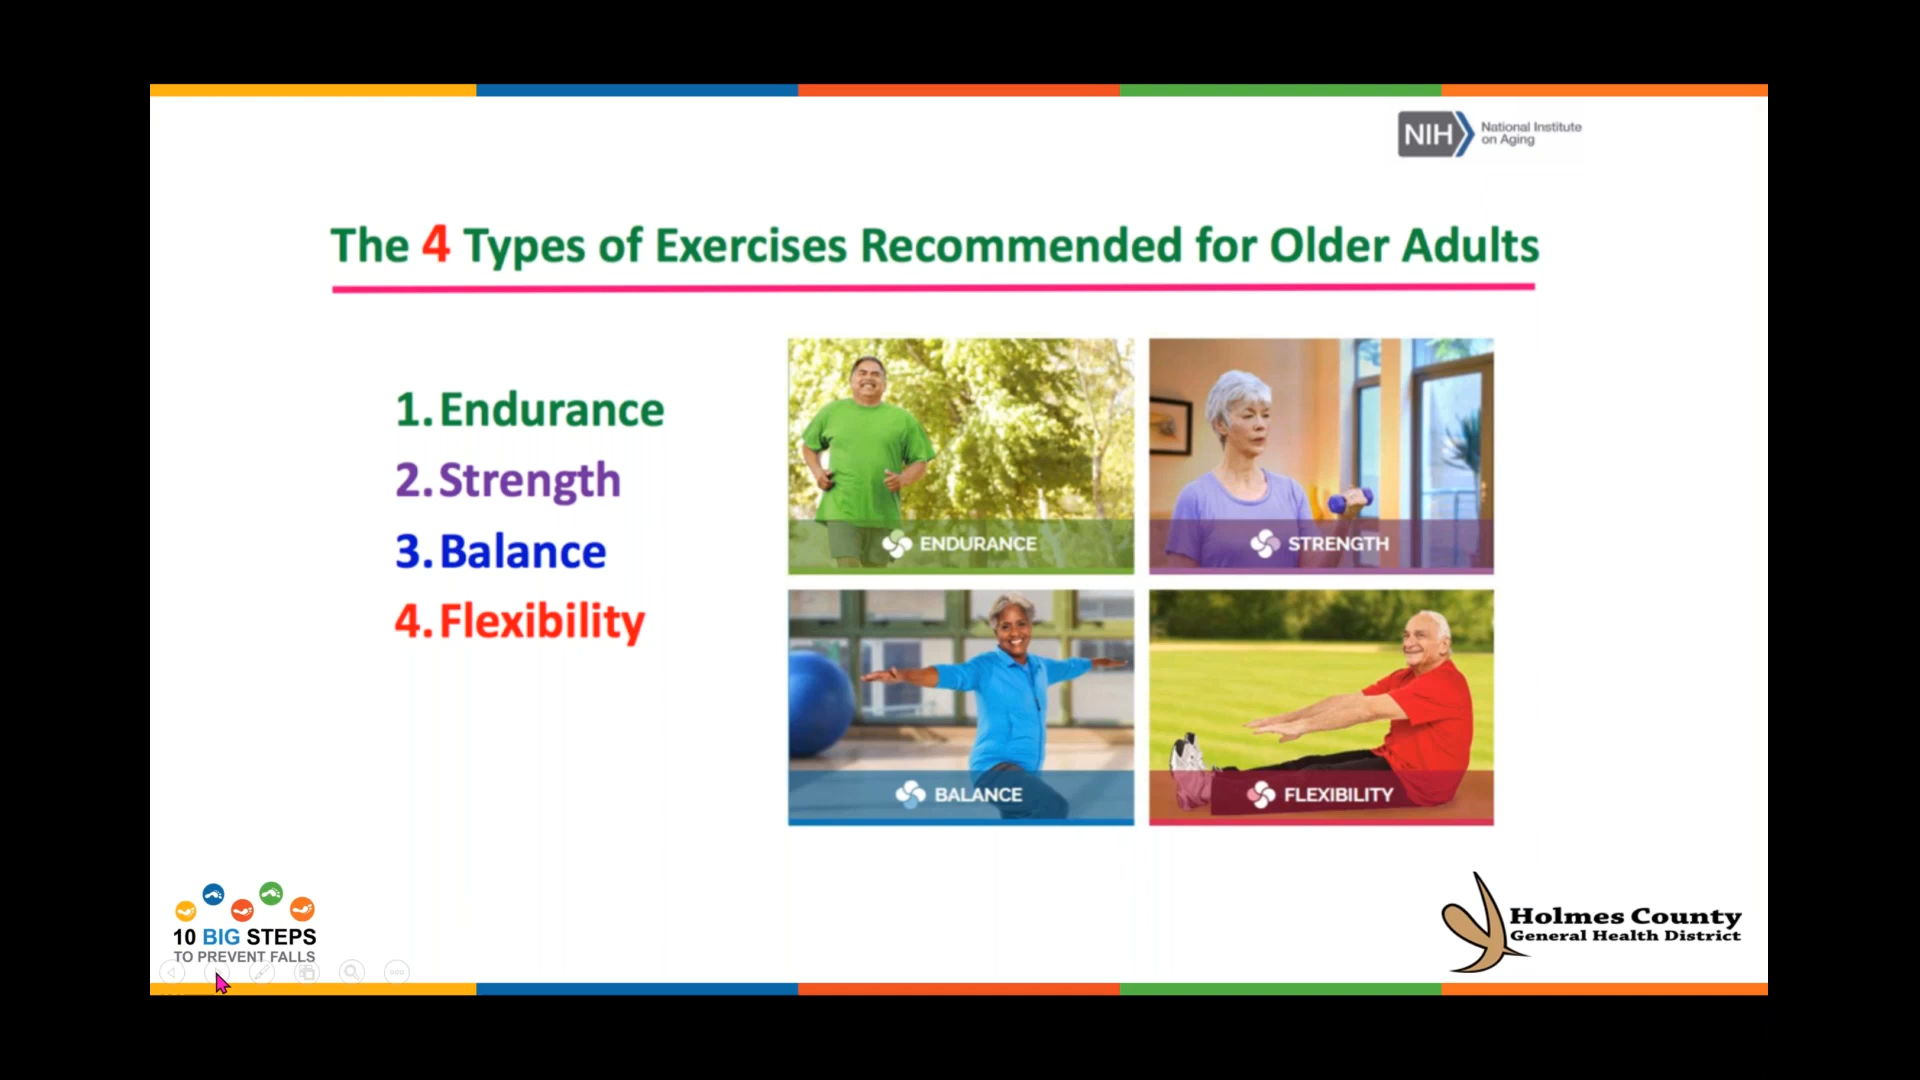 NIH National Institute
on Aging
The 4 Types of Exercises Recommended for Older Adults
1. Endurance
2. Strength
3. Balance
4. Flexibility
ENDURANCE
STRENGTH
BALANCE
FLEXIBILITY
10 BIG STEPS
TO PREVENT FALLS
Holmes County
General Health District